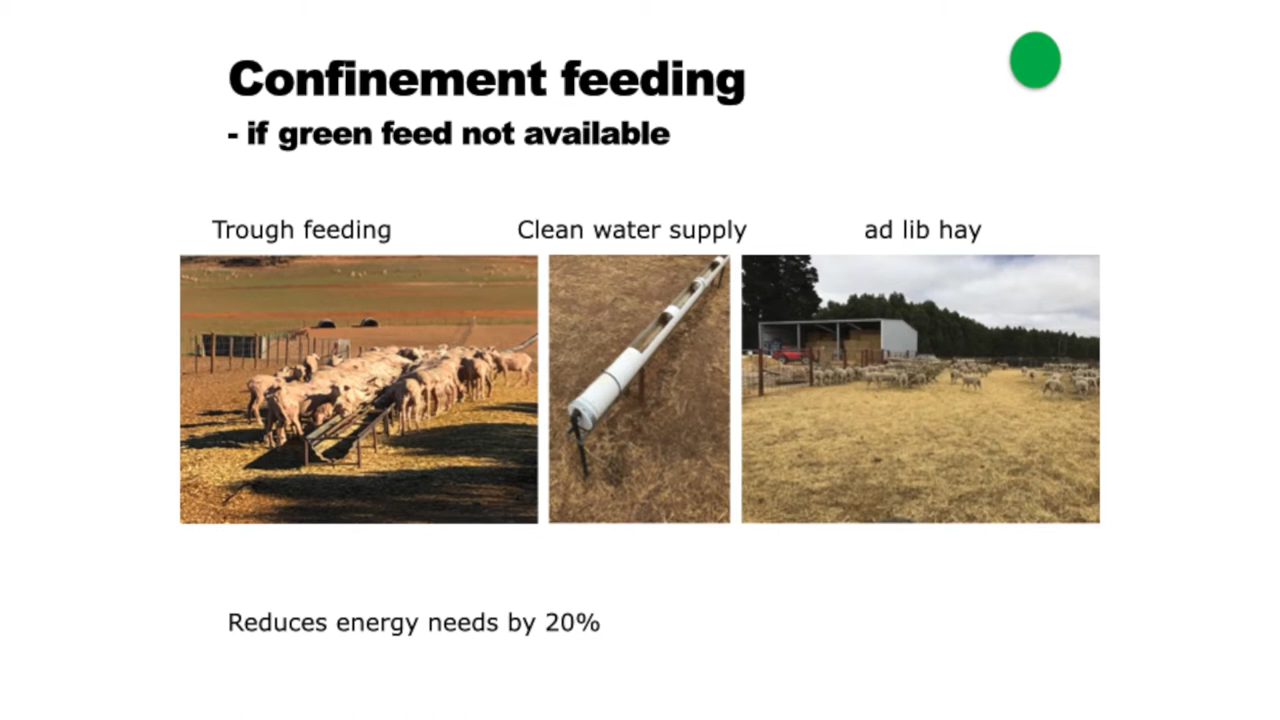 Confinement feeding
- if green feed not available
Trough feeding
Clean water supply
ad lib hay
Reduces energy needs by 20%